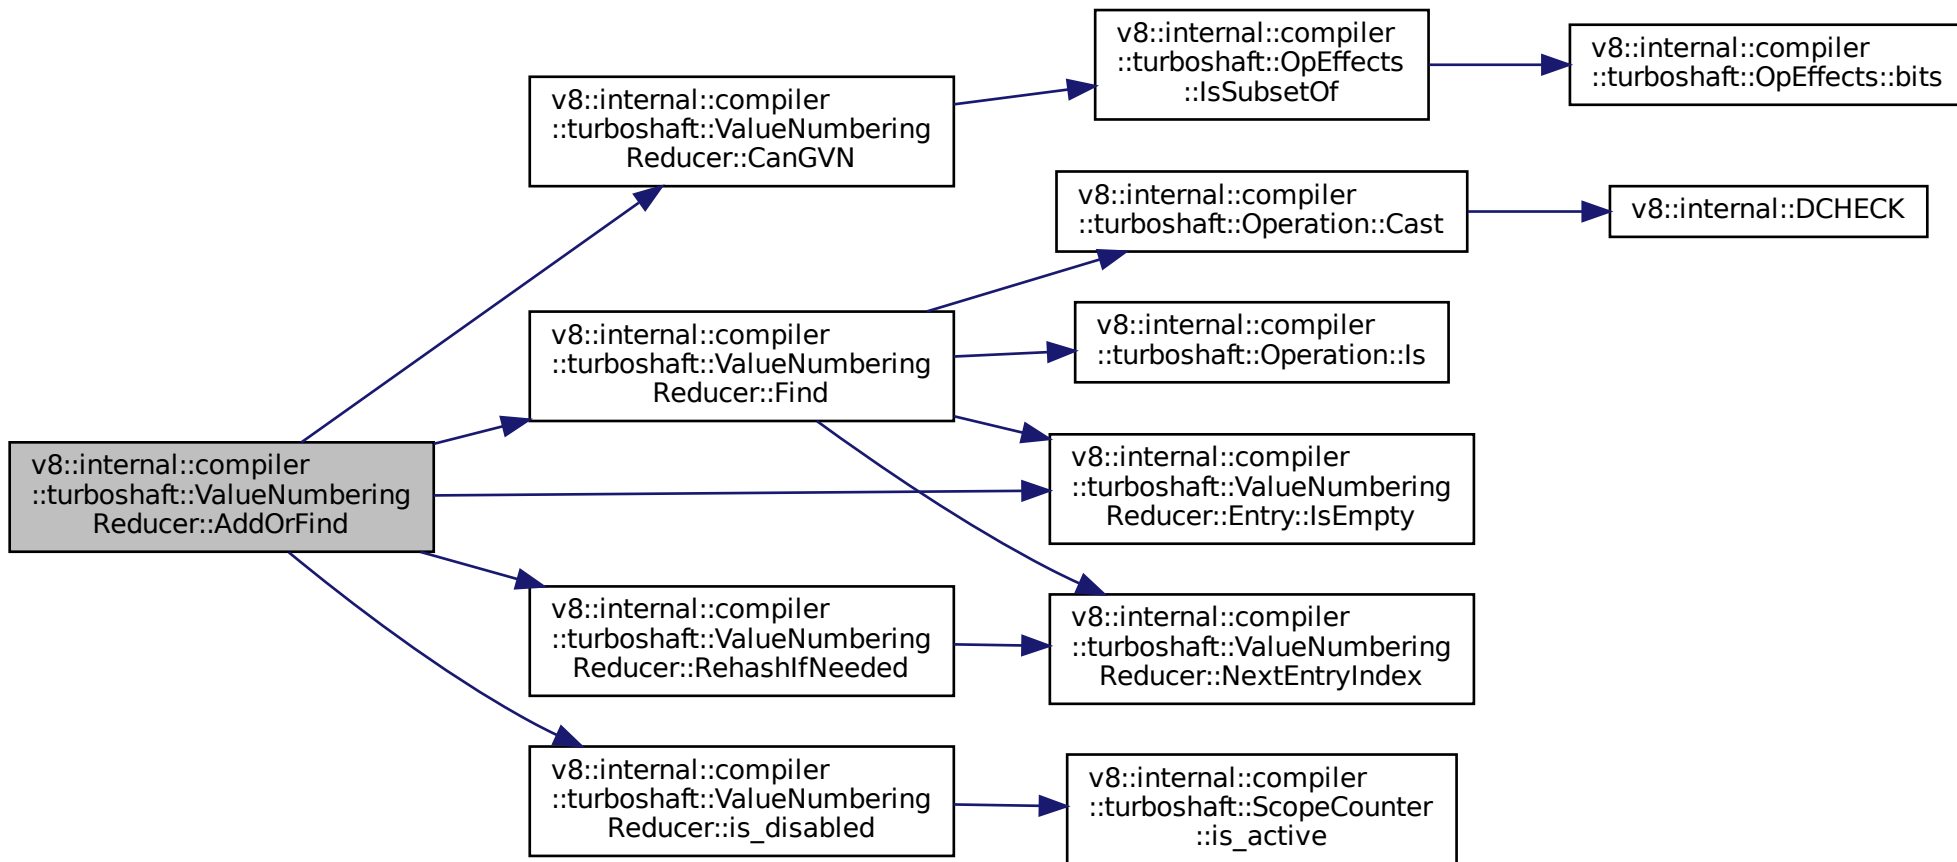 v8::internal::compiler
::turboshaft::ValueNumbering
Reducer::AddOrFind
v8::internal::compiler
::turboshaft::ValueNumbering
Reducer::CanGVN
v8::internal::compiler
::turboshaft::OpEffects
::IsSubsetOf
v8::internal::compiler
::turboshaft::OpEffects::bits
v8::internal::compiler
::turboshaft::ValueNumbering
Reducer::Find
v8::internal::compiler
::turboshaft::Operation::Cast
v8::internal::DCHECK
v8::internal::compiler
::turboshaft::Operation::Is
v8::internal::compiler
::turboshaft::ValueNumbering
Reducer::Entry::IsEmpty
v8::internal::compiler
::turboshaft::ValueNumbering
Reducer::NextEntryIndex
v8::internal::compiler
::turboshaft::ValueNumbering
Reducer::RehashIfNeeded
v8::internal::compiler
::turboshaft::ValueNumbering
Reducer::is_disabled
v8::internal::compiler
::turboshaft::ScopeCounter
::is_active